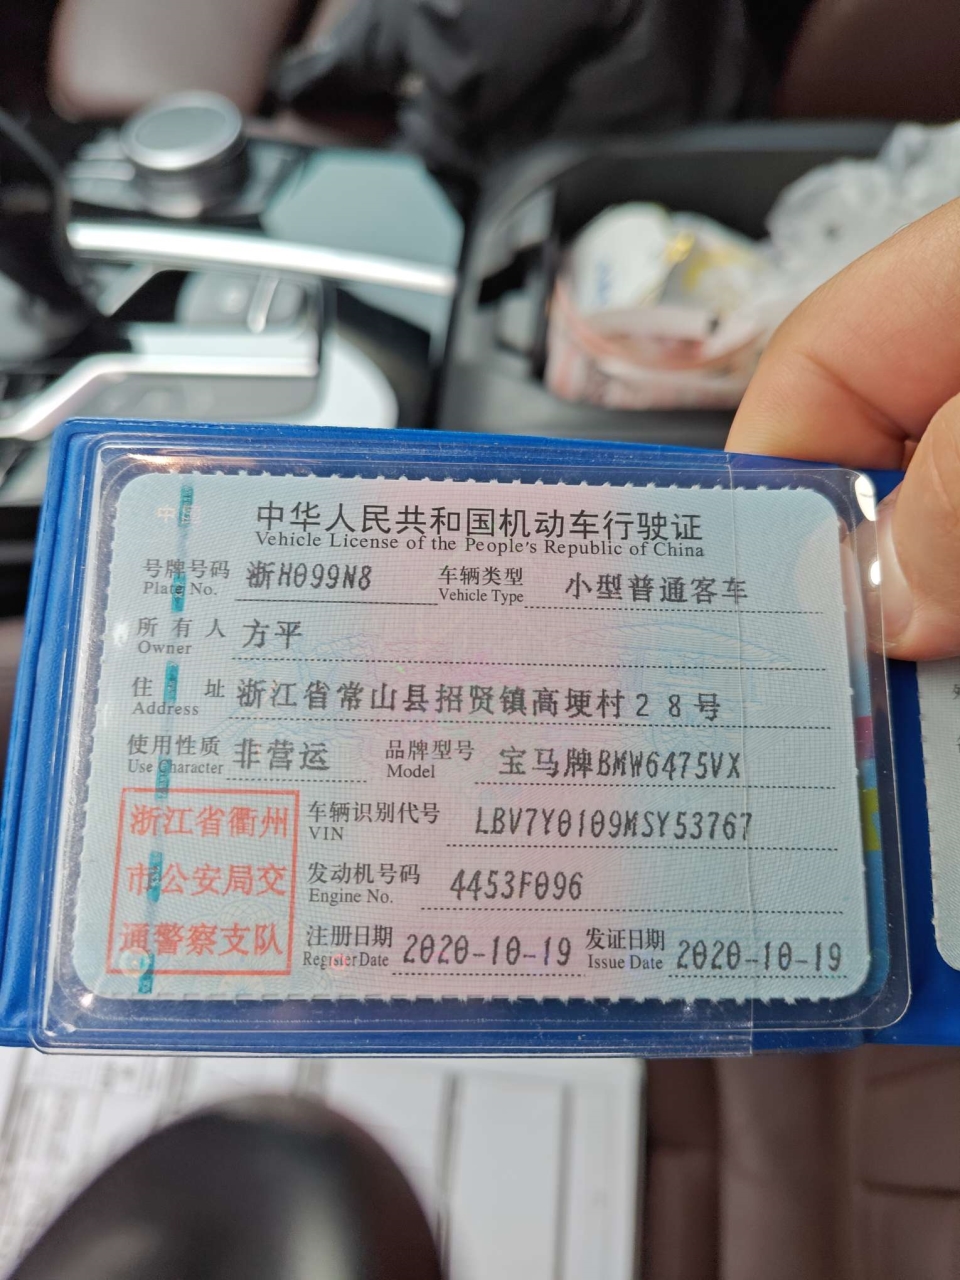 中华人民共和国机动车行驶证
Vehicle License of the People's Republic of China
号牌号码 浙H099N8 车辆类型 小型普通客车
Plate No. Vehicle Type
所有人 方平
Owner
住址 浙江省常山县招贤镇高埂村28号
Address
使用性质 非营运 品牌型号 宝马牌BMW6475VX
Use Character Model
浙江省衢州
市公安局交
通警察支队
车辆识别代号 LBV7Y0109MSY53767
VIN
发动机号码 4453F096
Engine No.
注册日期 2020-10-19 发证日期 2020-10-19
Register Date Issue Date